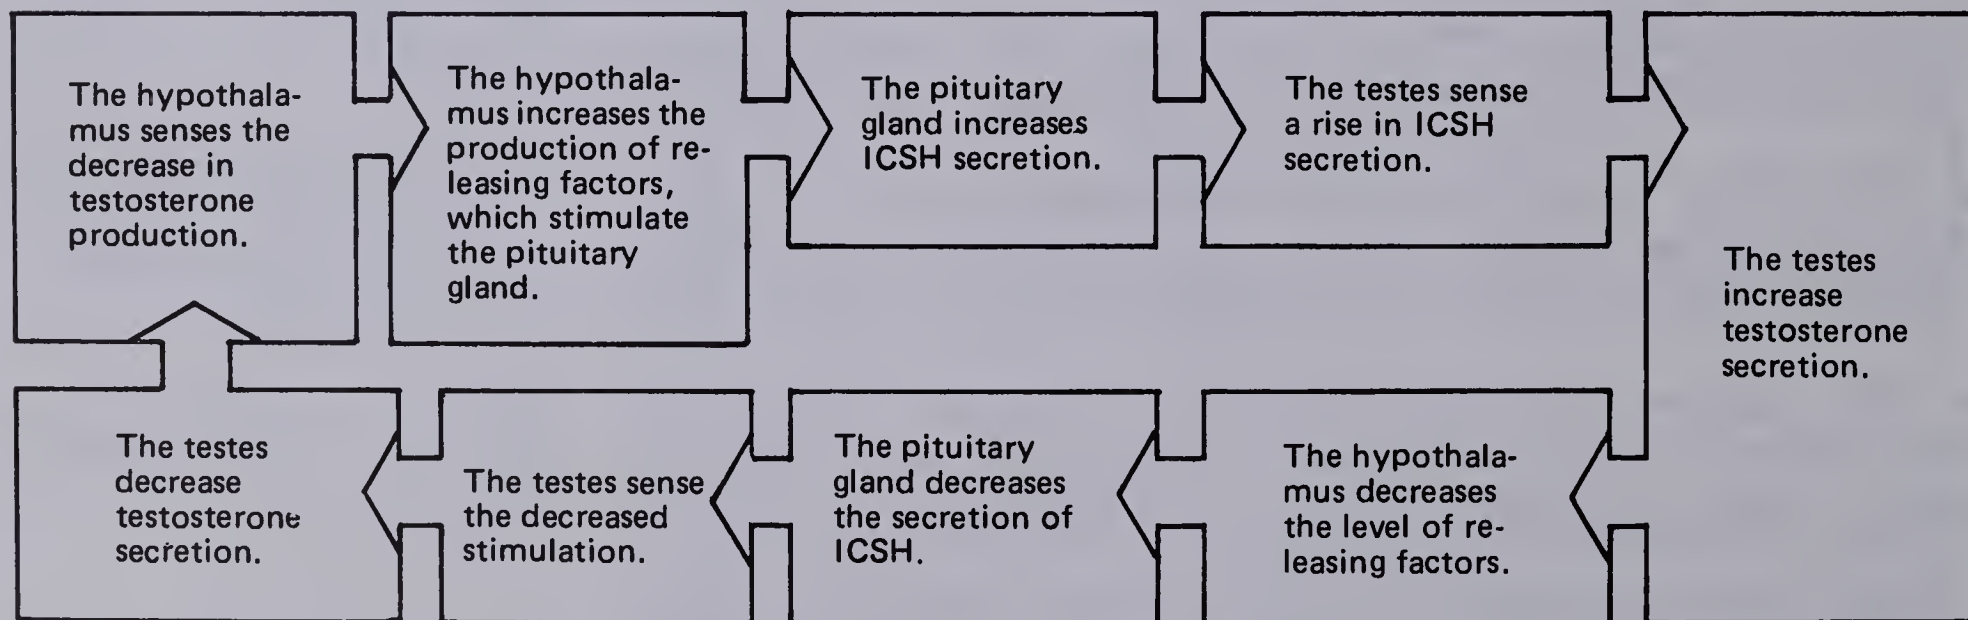 The hypothala-
mus senses the
decrease in
testosterone
production.
The hypothala-
mus increases the
production of re-
leasing factors,
which stimulate
the pituitary
gland.
The pituitary
gland increases
ICSH secretion.
The testes sense
a rise in ICSH
secretion.
The testes
increase
testosterone
secretion.
The hypothala-
mus decreases
the level of re-
leasing factors.
The pituitary
gland decreases
the secretion of
ICSH.
The testes sense
the decreased
stimulation.
The testes
decrease
testosterone
secretion.